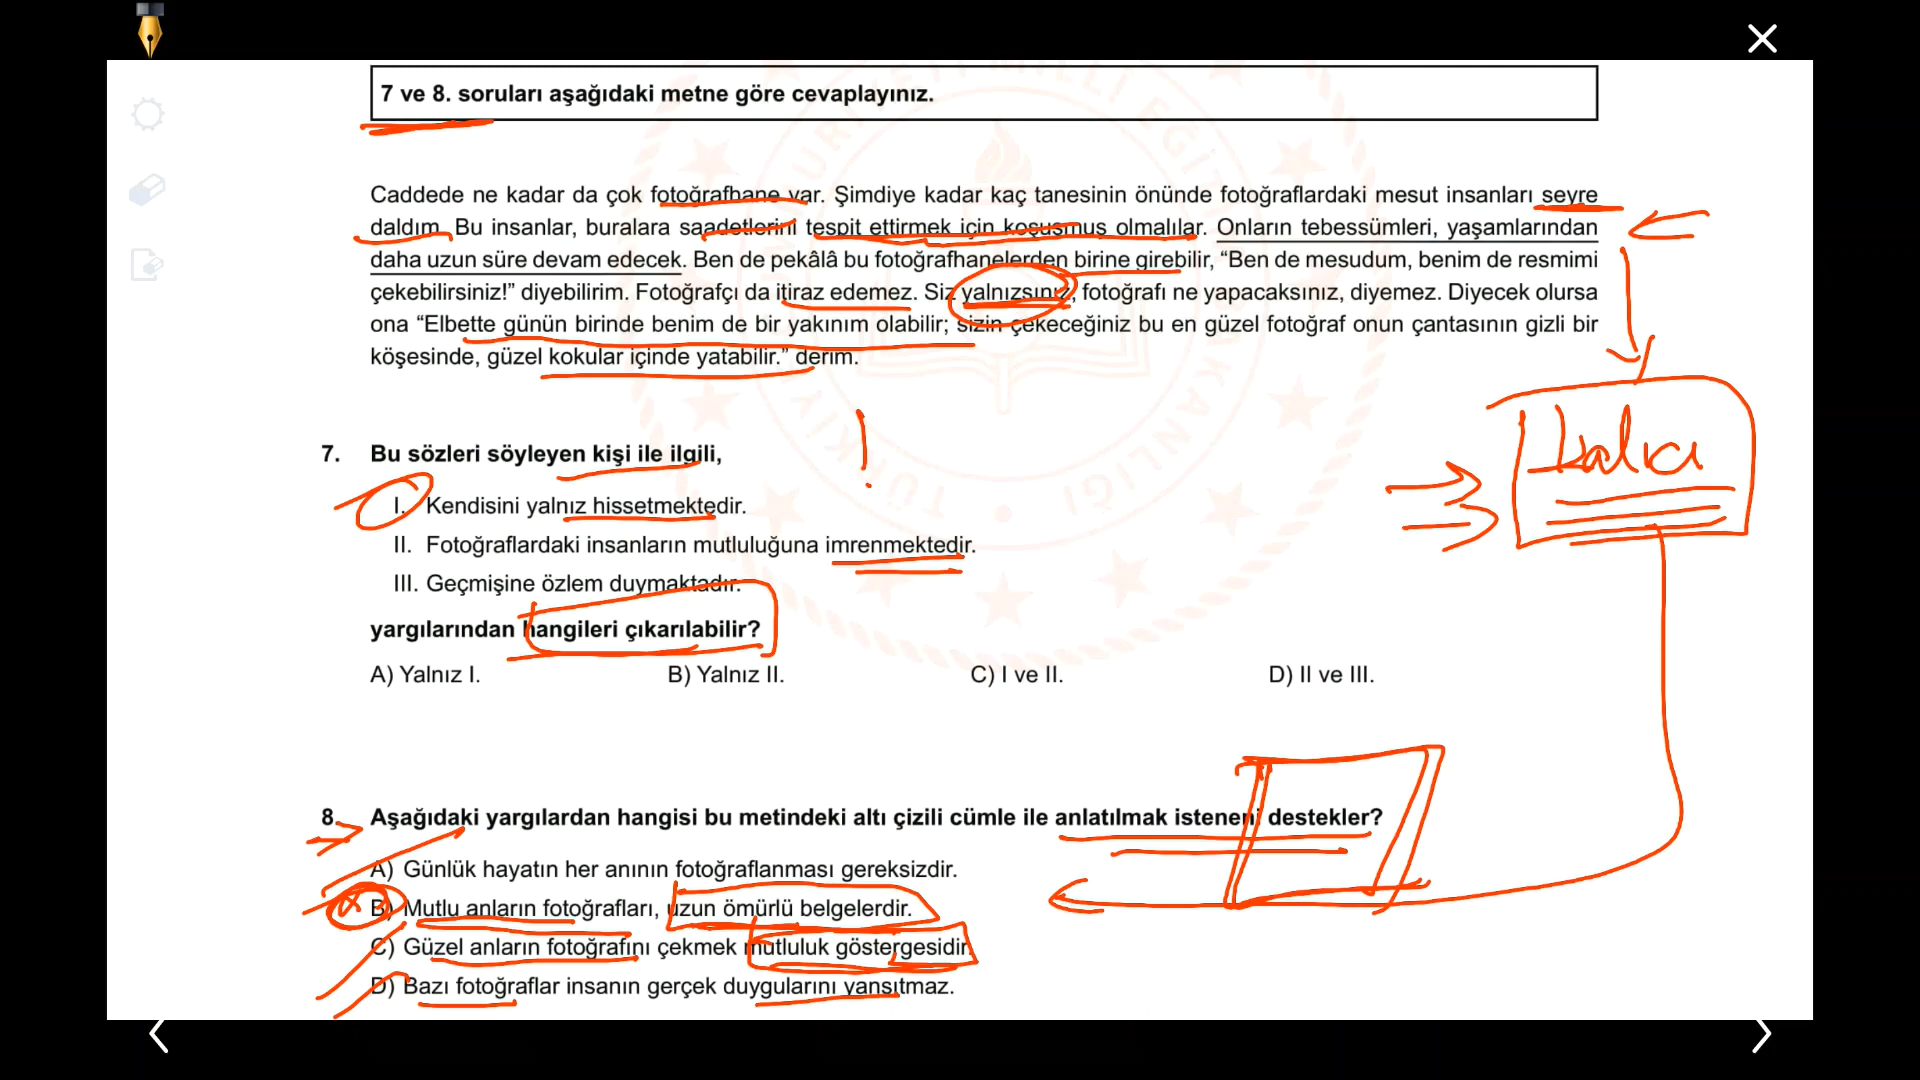 7 ve 8. soruları aşağıdaki metne göre cevaplayınız.
Caddede ne kadar da çok fotoğrafhane var. Şimdiye kadar kaç tanesinin önünde fotoğraflardaki mesut insanları seyre
daldım. Bu insanlar, buralara saadetlerini tespit ettirmek için koşuşmuş olmalılar. Onların tebessümleri, yaşamlarından
daha uzun süre devam edecek. Ben de pekâlâ bu fotoğrafhanelerden birine girebilir, “Ben de mesudum, benim de resmimi
çekebilirsiniz!” diyebilirim. Fotoğrafçı da itiraz edemez. Siz yalnızsınız, fotoğrafı ne yapacaksınız, diyemez. Diyecek olursa
ona “Elbette günün birinde benim de bir yakınım olabilir; sizin çekeceğiniz bu en güzel fotoğraf onun çantasının gizli bir
köşesinde, güzel kokular içinde yatabilir.” derim.
Kalıcı
7. Bu sözleri söyleyen kişi ile ilgili,
I. Kendisini yalnız hissetmektedir.
II. Fotoğraflardaki insanların mutluluğuna imrenmektedir.
III. Geçmişine özlem duymaktadır.
yargılarından hangileri çıkarılabilir?
A) Yalnız I. B) Yalnız II. C) I ve II. D) II ve III.
8. Aşağıdaki yargılardan hangisi bu metindeki altı çizili cümle ile anlatılmak isteneni destekler?
A) Günlük hayatın her anının fotoğraflanması gereksizdir.
B) Mutlu anların fotoğrafları, uzun ömürlü belgelerdir.
C) Güzel anların fotoğrafını çekmek mutluluk göstergesidir.
D) Bazı fotoğraflar insanın gerçek duygularını yansıtmaz.